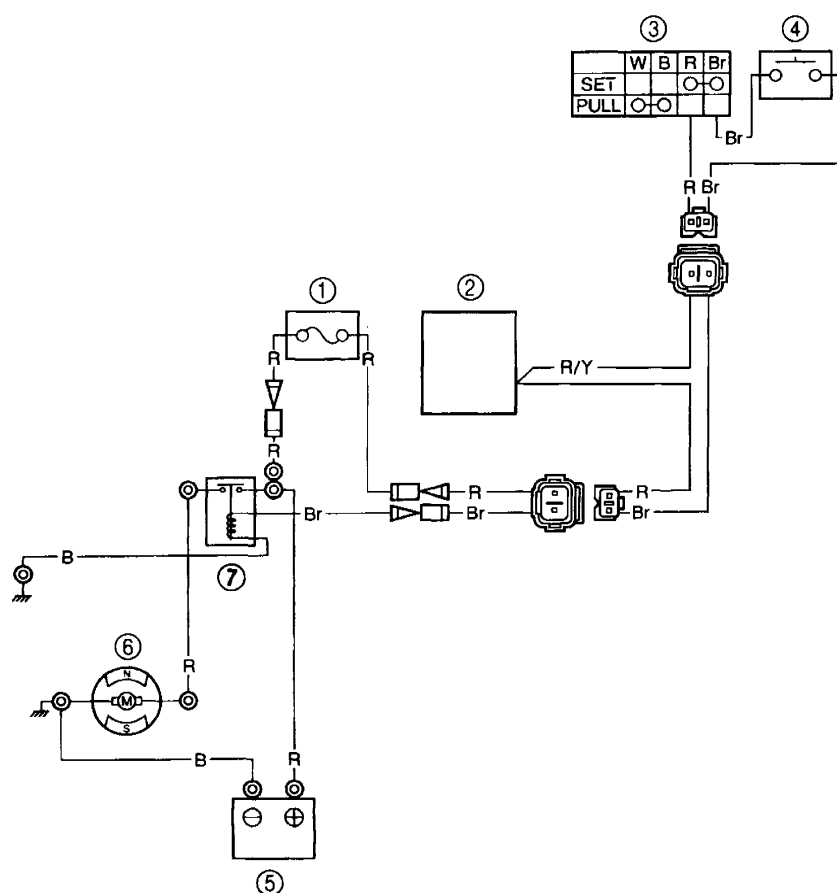 ③ ④
W B R Br
SET
PULL
Br
R Br
① ②
R R
R/Y
R
R R
Br Br Br
B
⑦
⑥
N
R
M
S
B R
⊖ ⊕
⑤